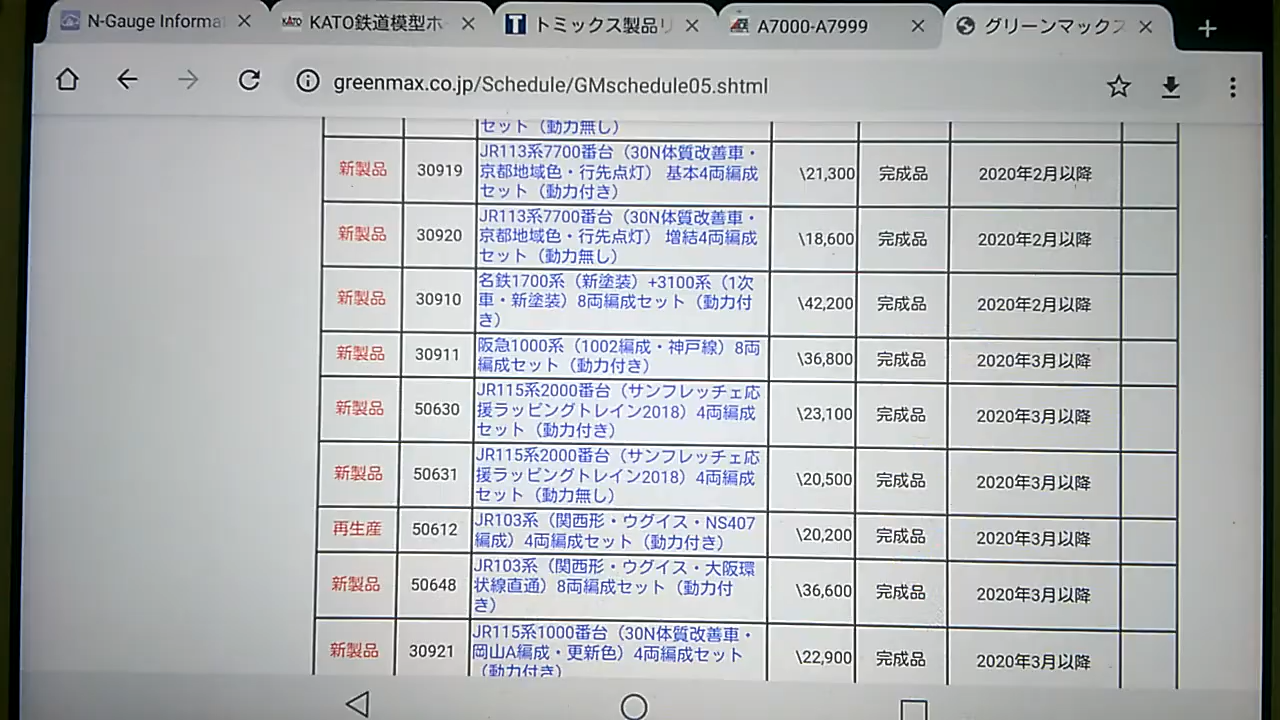 N-Gauge Informa
KATO鉄道模型ホ
トミックス製品リ
A7000-A7999
グリーンマックス
greenmax.co.jp/Schedule/GMschedule05.shtml
セット（動力無し）
新製品 30919 JR113系7700番台（30N体質改善車・
京都地域色・行先点灯） 基本4両編成
セット（動力付き） \21,300 完成品 2020年2月以降
新製品 30920 JR113系7700番台（30N体質改善車・
京都地域色・行先点灯） 増結4両編成
セット（動力無し） \18,600 完成品 2020年2月以降
新製品 30910 名鉄1700系（新塗装）+3100系（1次
車・新塗装）8両編成セット（動力付
き） \42,200 完成品 2020年2月以降
新製品 30911 阪急1000系（1002編成・神戸線）8両
編成セット（動力付き） \36,800 完成品 2020年3月以降
新製品 50630 JR115系2000番台（サンフレッチェ応
援ラッピングトレイン2018）4両編成
セット（動力付き） \23,100 完成品 2020年3月以降
新製品 50631 JR115系2000番台（サンフレッチェ応
援ラッピングトレイン2018）4両編成
セット（動力無し） \20,500 完成品 2020年3月以降
再生産 50612 JR103系（関西形・ウグイス・NS407
編成）4両編成セット（動力付き） \20,200 完成品 2020年3月以降
新製品 50648 JR103系（関西形・ウグイス・大阪環
状線直通）8両編成セット（動力付
き） \36,600 完成品 2020年3月以降
新製品 30921 JR115系1000番台（30N体質改善車・
岡山A編成・更新色）4両編成セット
（動力付き） \22,900 完成品 2020年3月以降